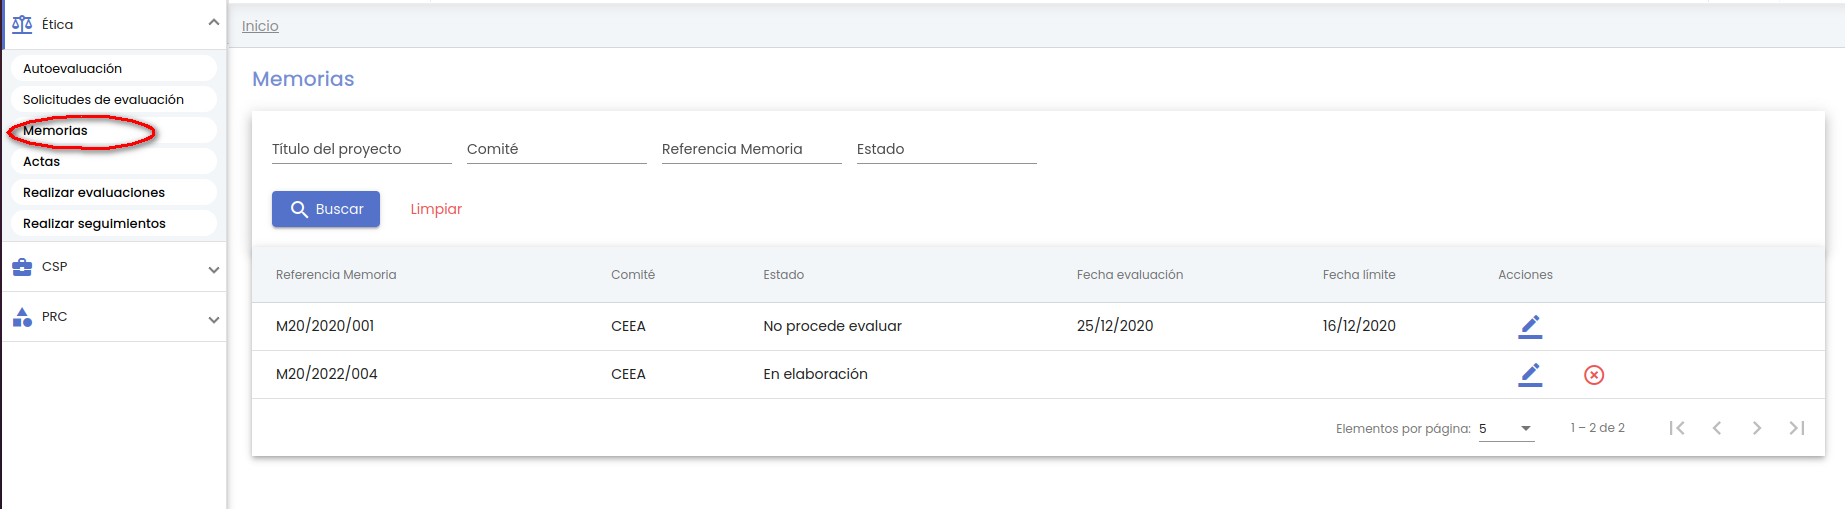 Ética
Autoevaluación
Solicitudes de evaluación
Memorias
Actas
Realizar evaluaciones
Realizar seguimientos
CSP
PRC
Inicio
Memorias
Título del proyecto Comité Referencia Memoria Estado
Buscar Limpiar
Referencia Memoria Comité Estado Fecha evaluación Fecha límite Acciones
M20/2020/001 CEEA No procede evaluar 25/12/2020 16/12/2020
M20/2022/004 CEEA En elaboración
Elementos por página: 5 1 – 2 de 2